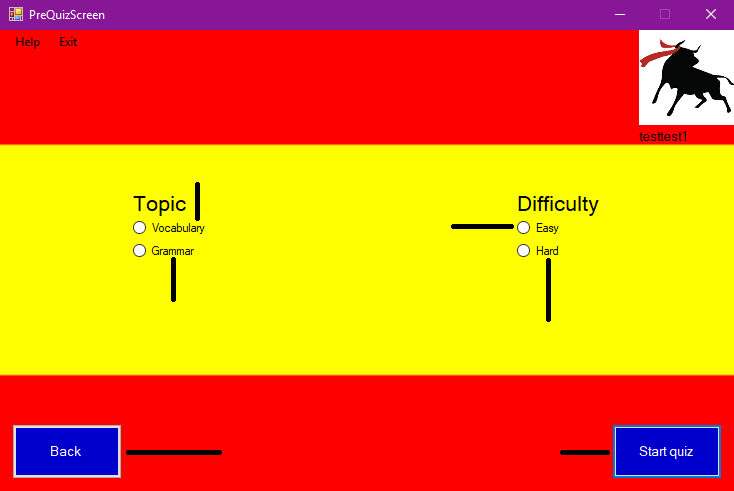 PreQuizScreen
Help Exit
testtest1
Topic
Vocabulary
Grammar
Difficulty
Easy
Hard
Back
Start quiz